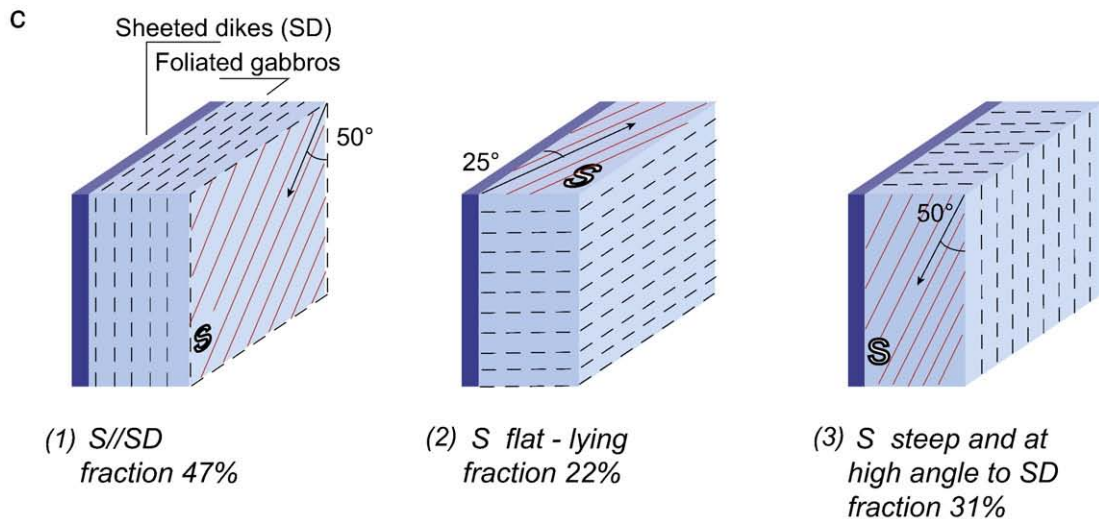 c
Sheeted dikes (SD)
Foliated gabbros
50°
S
(1) S//SD
fraction 47%
25°
S
(2) S flat - lying
fraction 22%
50°
S
(3) S steep and at
high angle to SD
fraction 31%